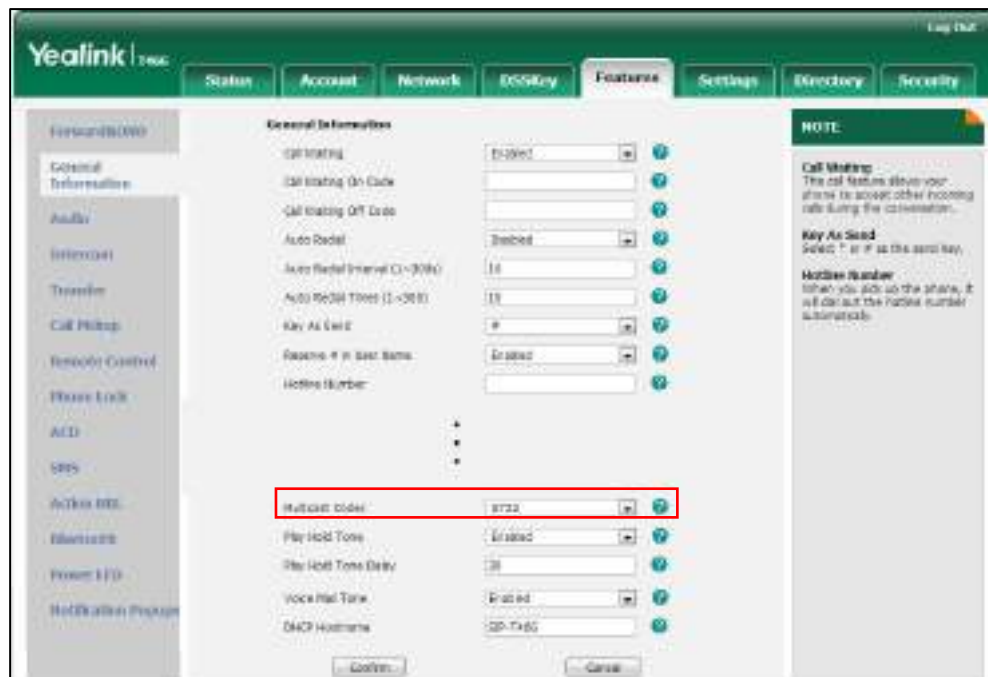 Log Out
Yealink T46G
Status Account Network DSSKey Features Settings Directory Security
Forward&DND
General Information
Audio
Intercom
Transfer
Call Pickup
Remote Control
Phone Lock
ACD
SMS
Action URL
Bluetooth
Power LED
Notification Popups
General Information
Call Waiting Enabled
Call Waiting On Code
Call Waiting Off Code
Auto Redial Disabled
Auto Redial Interval (1~300s) 10
Auto Redial Times (1~300) 10
Key As Send #
Reserve # in User Name Enabled
Hotline Number
Multicast Codec G722
Play Hold Tone Enabled
Play Hold Tone Delay 30
Voice Mail Tone Enabled
DHCP Hostname SIP-T46G
Confirm Cancel
NOTE
Call Waiting
This call feature allows your
phone to accept other incoming
calls during the conversation.
Key As Send
Select * or # as the send key.
Hotline Number
When you pick up the phone, it
will dial out the hotline number
automatically.